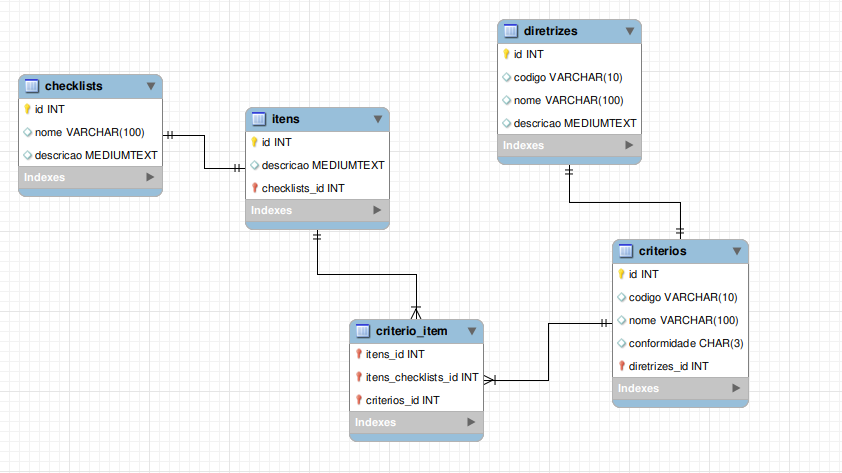 checklists
id INT
nome VARCHAR(100)
descricao MEDIUMTEXT
Indexes
itens
id INT
descricao MEDIUMTEXT
checklists_id INT
Indexes
diretrizes
id INT
codigo VARCHAR(10)
nome VARCHAR(100)
descricao MEDIUMTEXT
Indexes
criterio_item
itens_id INT
itens_checklists_id INT
criterios_id INT
Indexes
criterios
id INT
codigo VARCHAR(10)
nome VARCHAR(100)
conformidade CHAR(3)
diretrizes_id INT
Indexes